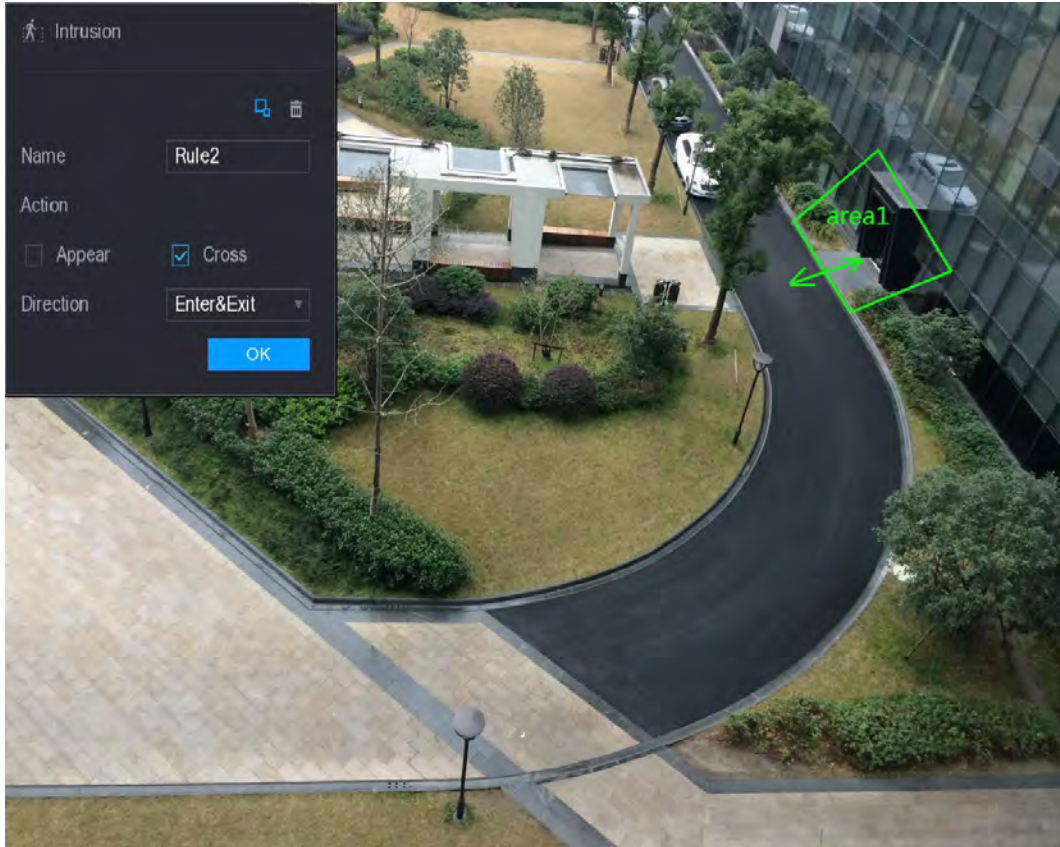 Intrusion
Name Rule2
Action
Appear Cross
Direction Enter&Exit
OK
area1